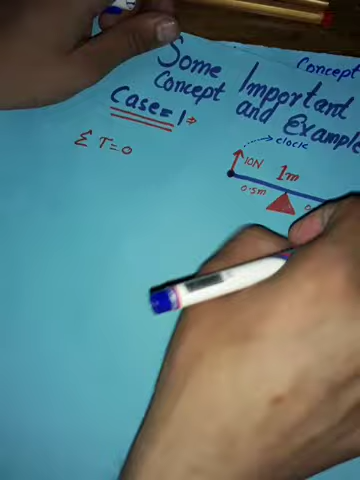 Concept
Some Important
Concept and Example
Case=1⇒
Σ T=0
clock
10N
1m
0.5m